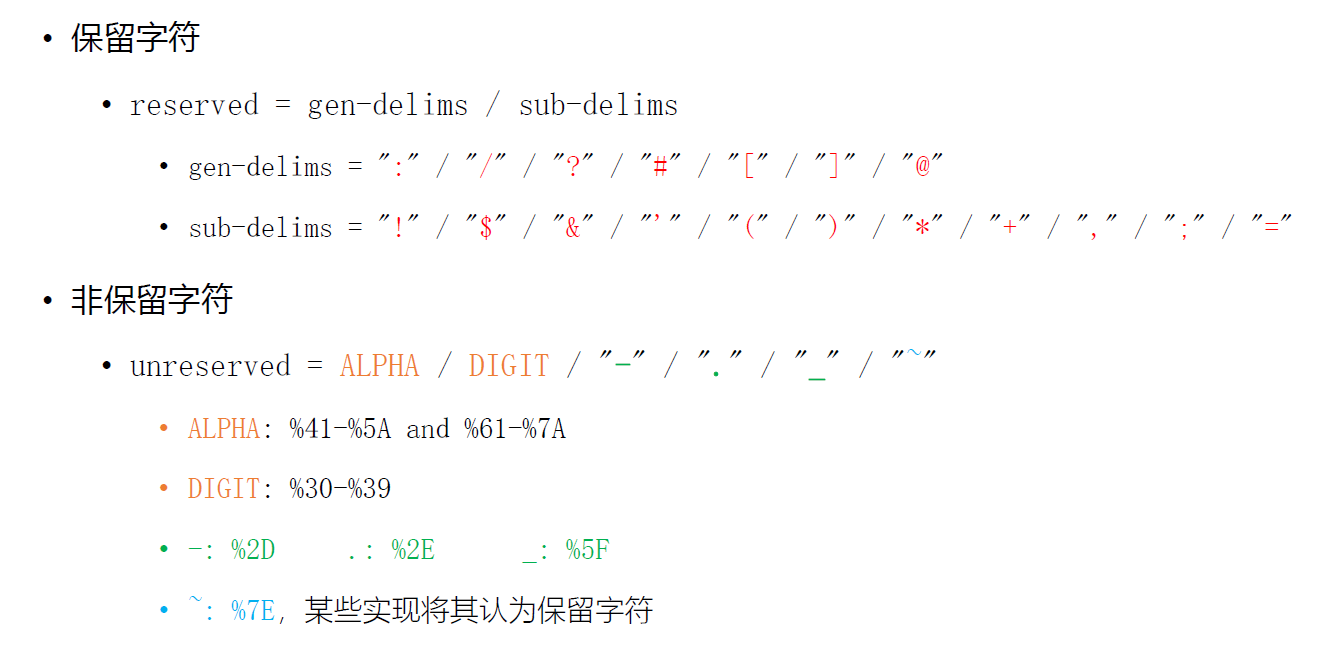 • 保留字符
• reserved = gen-delims / sub-delims
• gen-delims = ":" / "/" / "?" / "#" / "[" / "]" / "@"
• sub-delims = "!" / "$" / "&" / "'" / "(" / ")" / "*" / "+" / "," / ";" / "="
• 非保留字符
• unreserved = ALPHA / DIGIT / "-" / "." / "_" / "~"
• ALPHA: %41-%5A and %61-%7A
• DIGIT: %30-%39
• -: %2D .: %2E _: %5F
• ~: %7E，某些实现将其认为保留字符